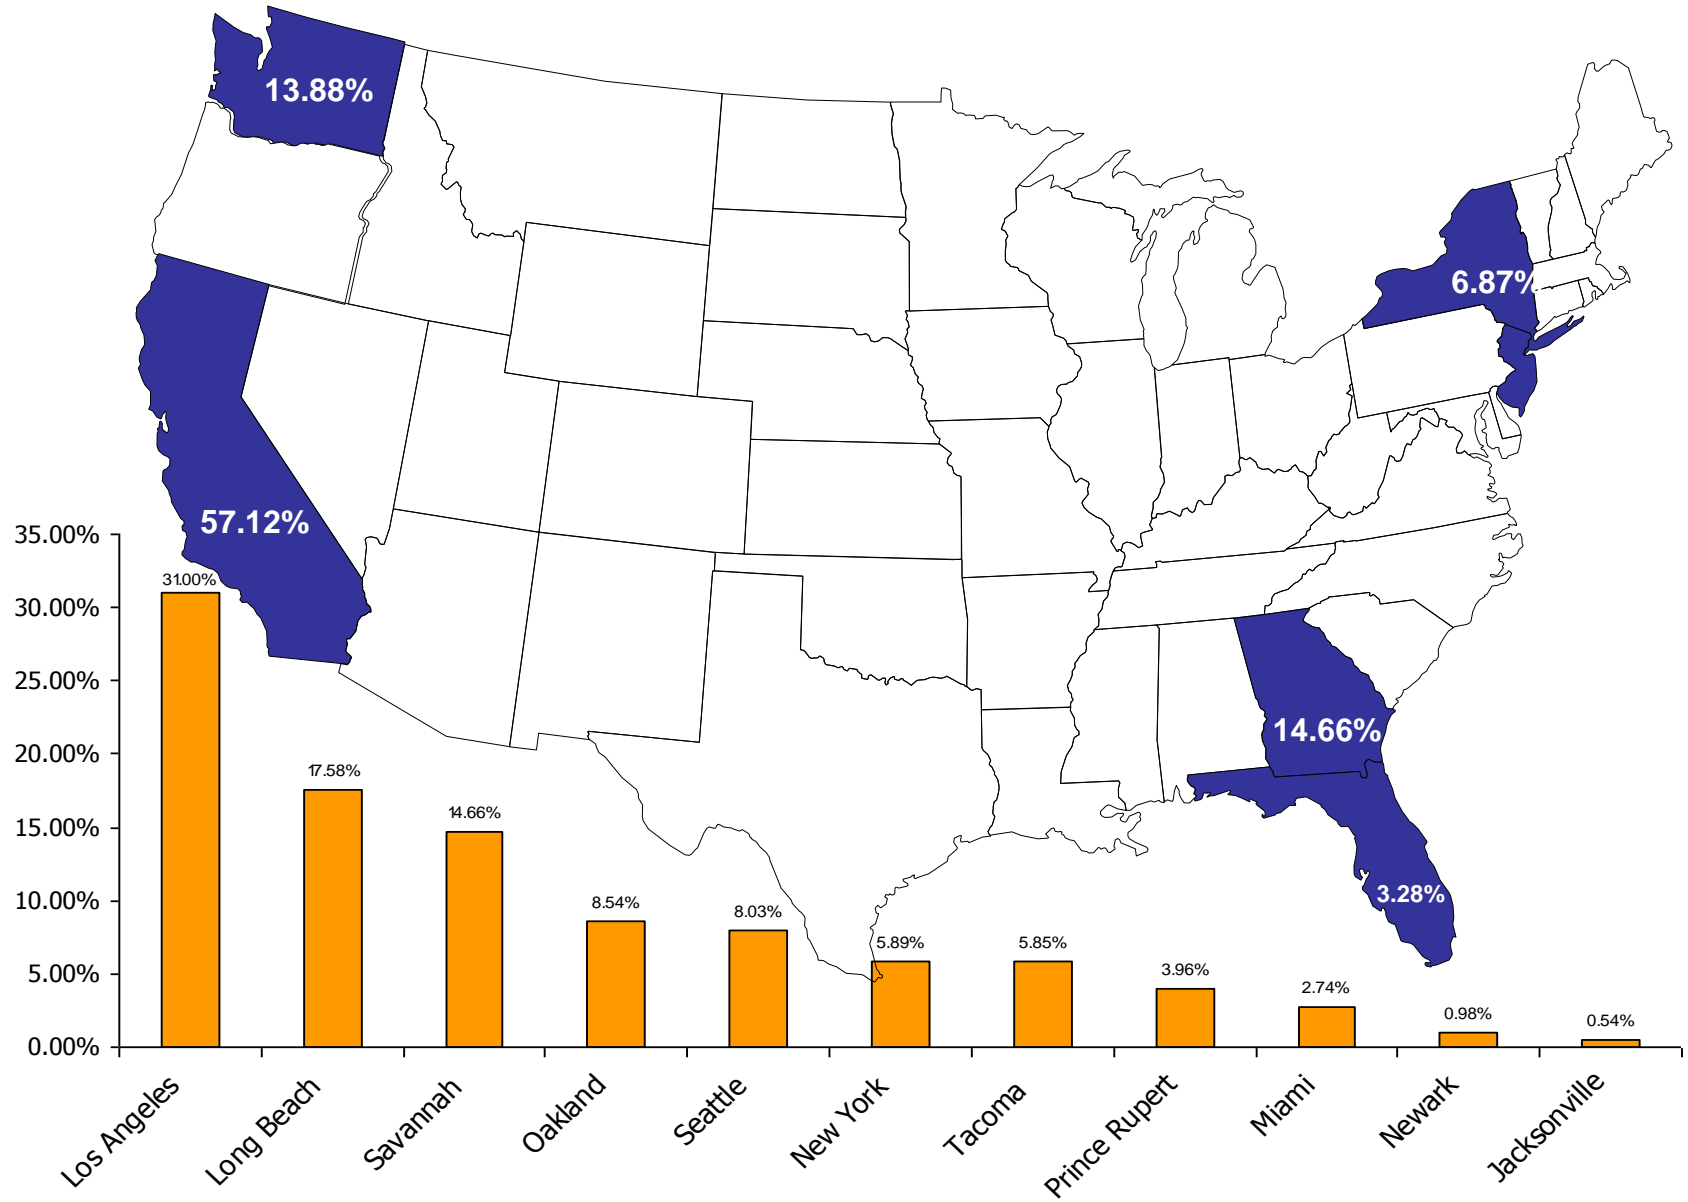 13.88%
6.87%
57.12%
14.66%
3.28%
35.00%
30.00%
25.00%
20.00%
15.00%
10.00%
5.00%
0.00%
31.00%
17.58%
14.66%
8.54%
8.03%
5.89%
5.85%
3.96%
2.74%
0.98%
0.54%
Los Angeles
Long Beach
Savannah
Oakland
Seattle
New York
Tacoma
Prince Rupert
Miami
Newark
Jacksonville